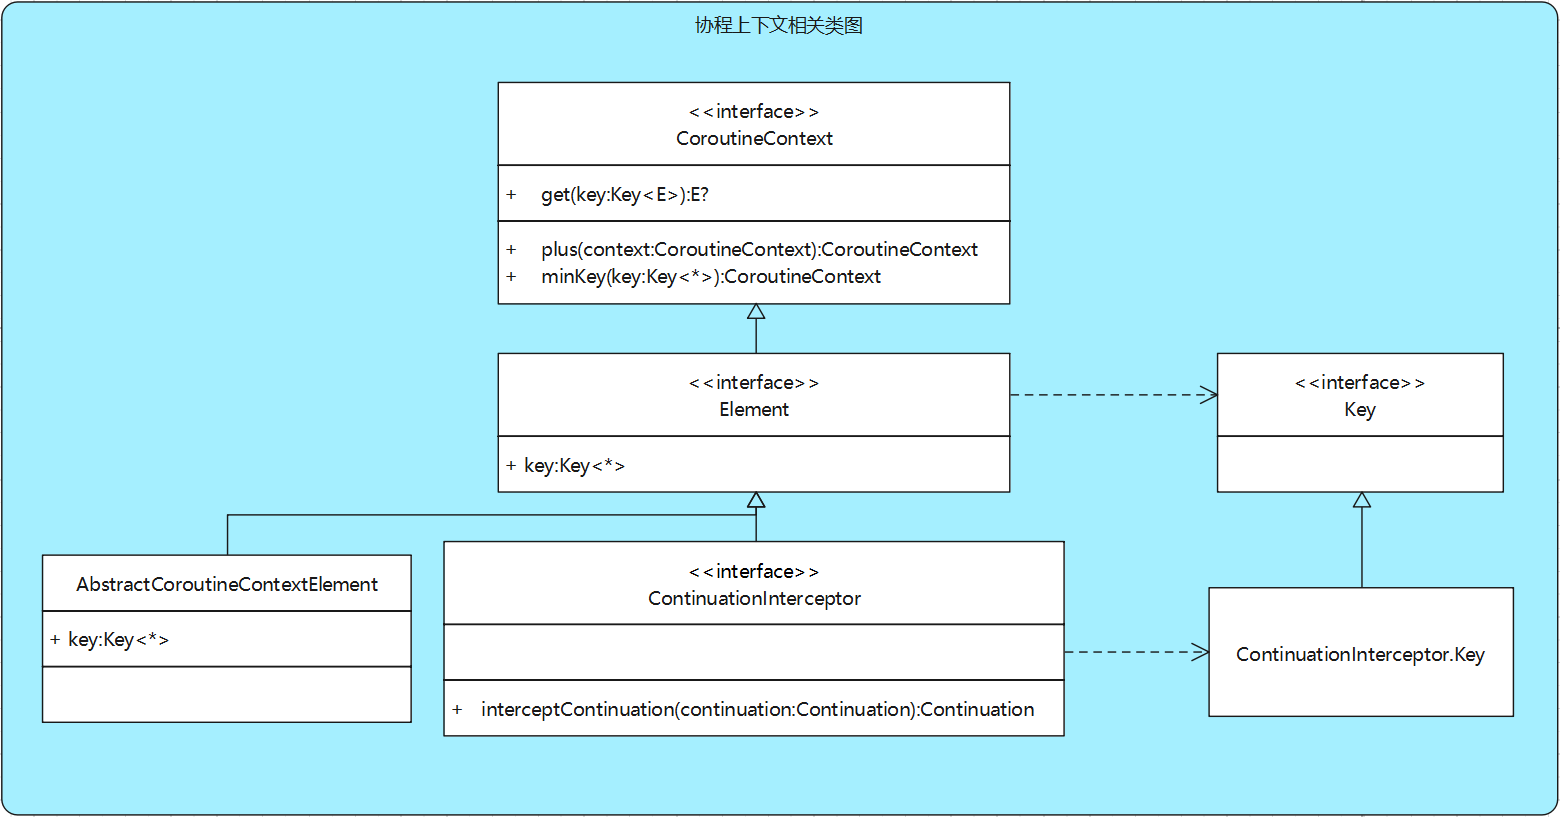 协程上下文相关类图
<<interface>>
CoroutineContext
+ get(key:Key<E>):E?
+ plus(context:CoroutineContext):CoroutineContext
+ minKey(key:Key<*>):CoroutineContext
<<interface>>
Element
+ key:Key<*>
<<interface>>
Key
AbstractCoroutineContextElement
+ key:Key<*>
<<interface>>
ContinuationInterceptor
+ interceptContinuation(continuation:Continuation):Continuation
ContinuationInterceptor.Key